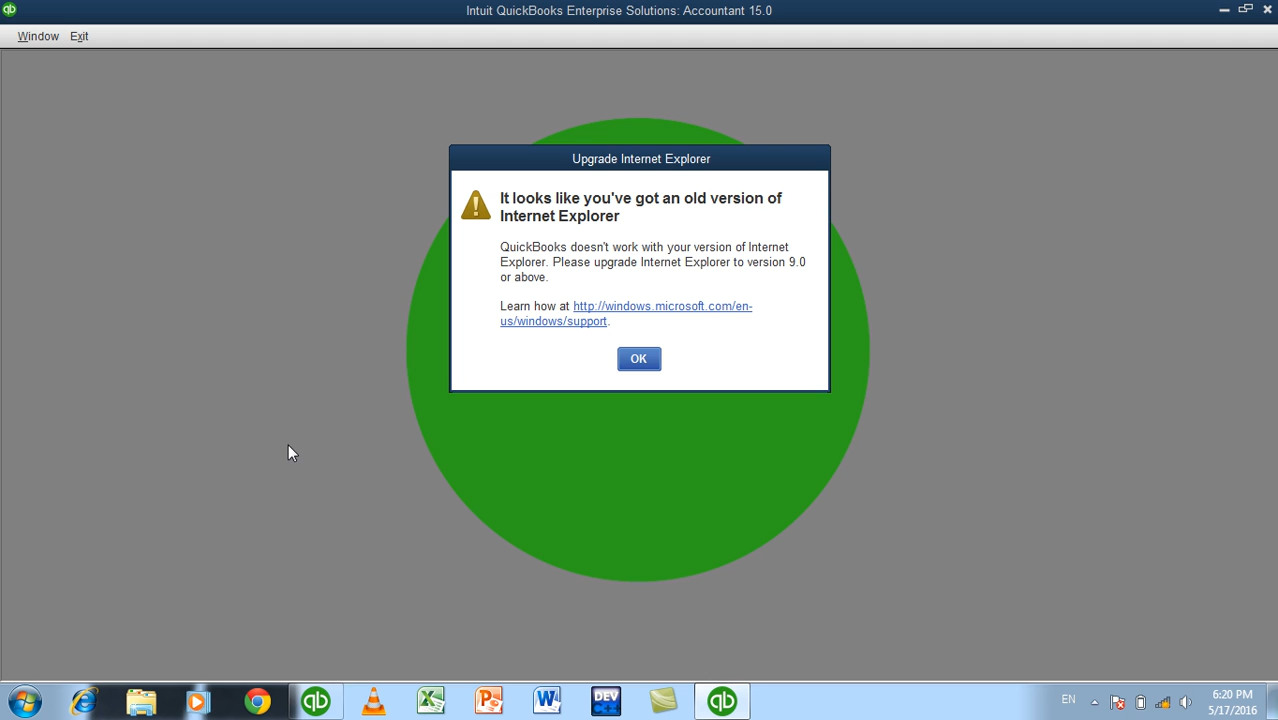 qb
Intuit QuickBooks Enterprise Solutions: Accountant 15.0
Window Exit
Upgrade Internet Explorer
It looks like you've got an old version of
Internet Explorer
QuickBooks doesn't work with your version of Internet
Explorer. Please upgrade Internet Explorer to version 9.0
or above.
Learn how at http://windows.microsoft.com/en-
us/windows/support.
OK
qb
DEV
C++
qb
EN
6:20 PM
5/17/2016